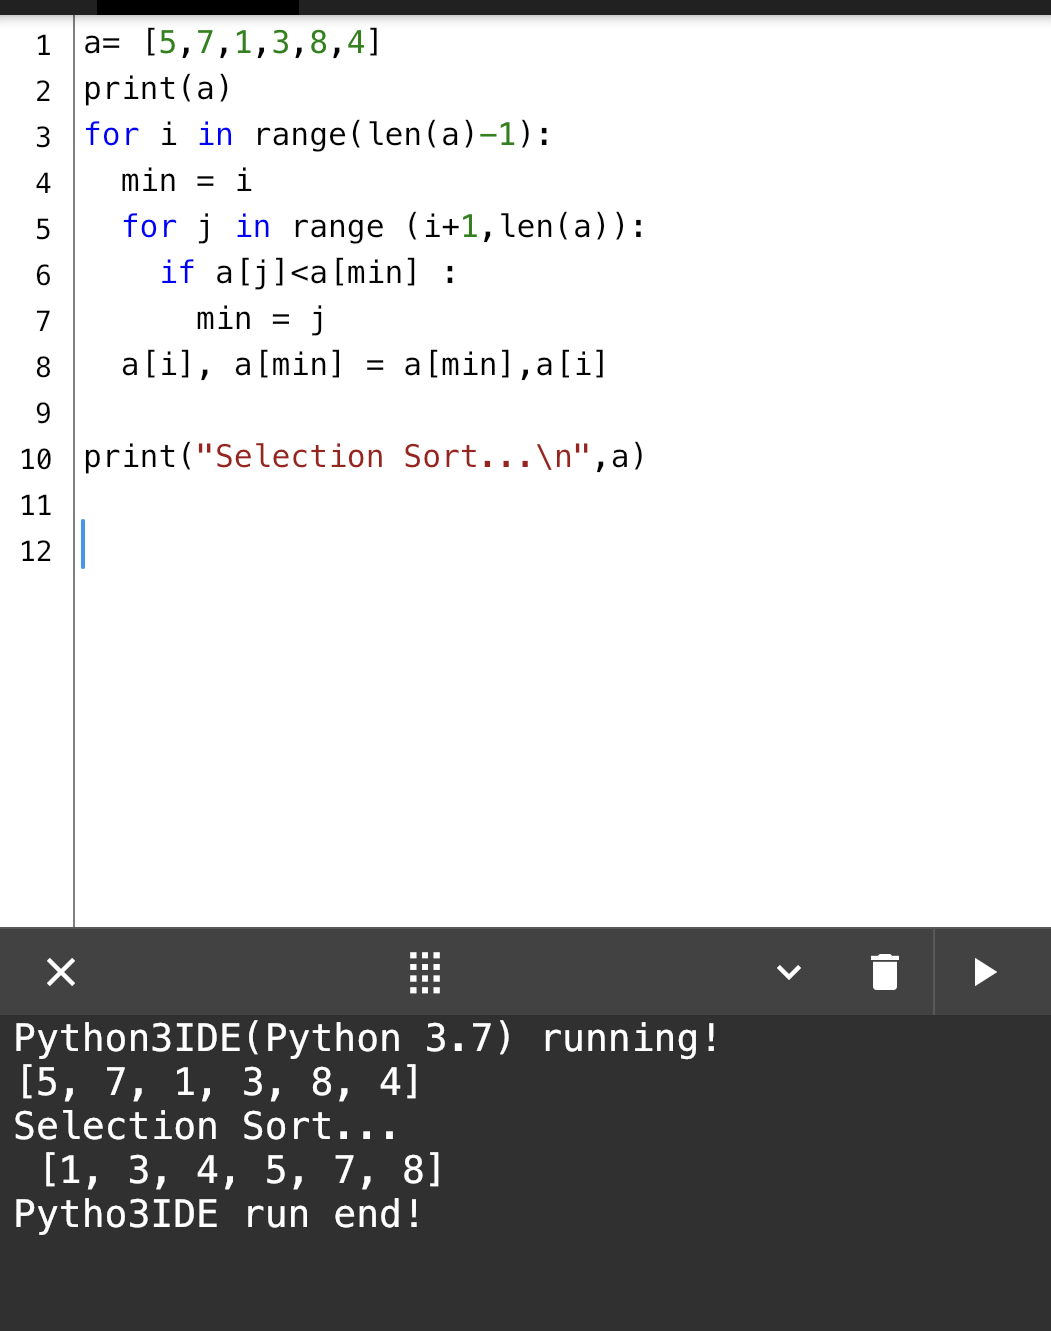 1 a= [5,7,1,3,8,4]
2 print(a)
3 for i in range(len(a)-1):
4   min = i
5   for j in range (i+1,len(a)):
6     if a[j]<a[min] :
7       min = j
8   a[i], a[min] = a[min],a[i]
9
10 print("Selection Sort...\n",a)
11
12
Python3IDE(Python 3.7) running!
[5, 7, 1, 3, 8, 4]
Selection Sort...
 [1, 3, 4, 5, 7, 8]
Pytho3IDE run end!